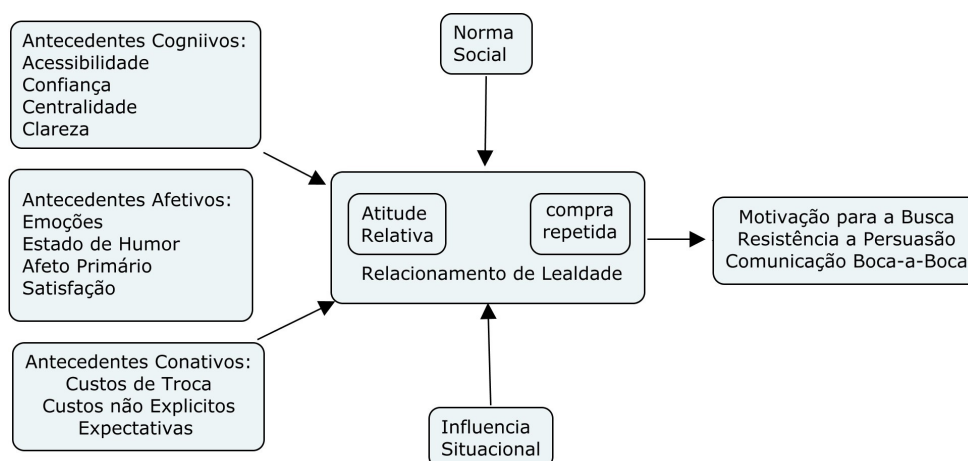 Antecedentes Cogniivos:
Acessibilidade
Confiança
Centralidade
Clareza
Norma
Social
Antecedentes Afetivos:
Emoções
Estado de Humor
Afeto Primário
Satisfação
Atitude
Relativa
compra
repetida
Relacionamento de Lealdade
Motivação para a Busca
Resistência a Persuasão
Comunicação Boca-a-Boca
Antecedentes Conativos:
Custos de Troca
Custos não Explicitos
Expectativas
Influencia
Situacional